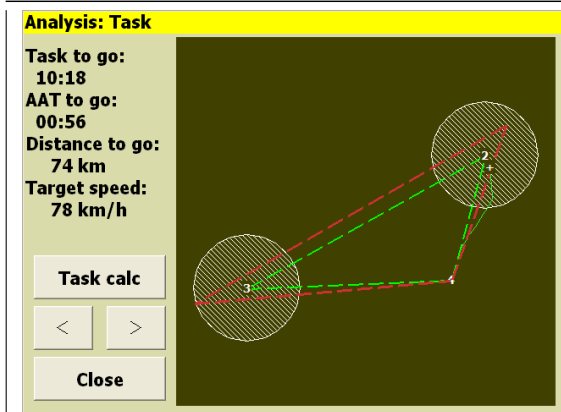 Analysis: Task
Task to go:
10:18
AAT to go:
00:56
Distance to go:
74 km
Target speed:
78 km/h
Task calc
< >
Close
2
+
3
4